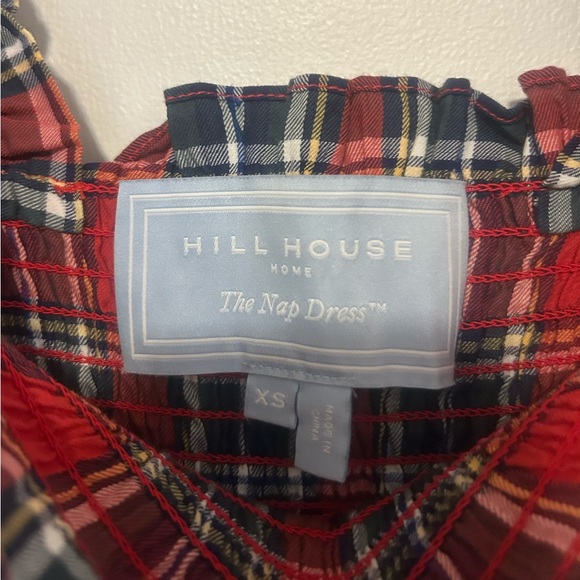 HILL HOUSE
HOME
The Nap Dress™
XS
MADE IN
CHINA